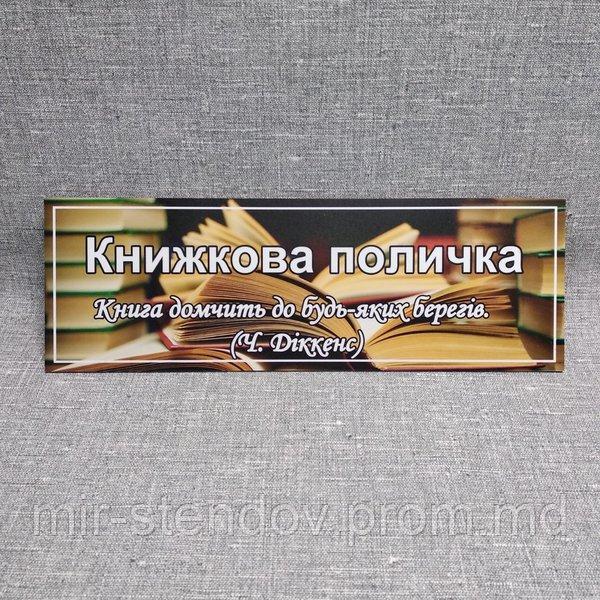 Книжкова поличка
Книга домчить до будь-яких берегів.
(Ч. Діккенс)
mir-stendov.prom.md